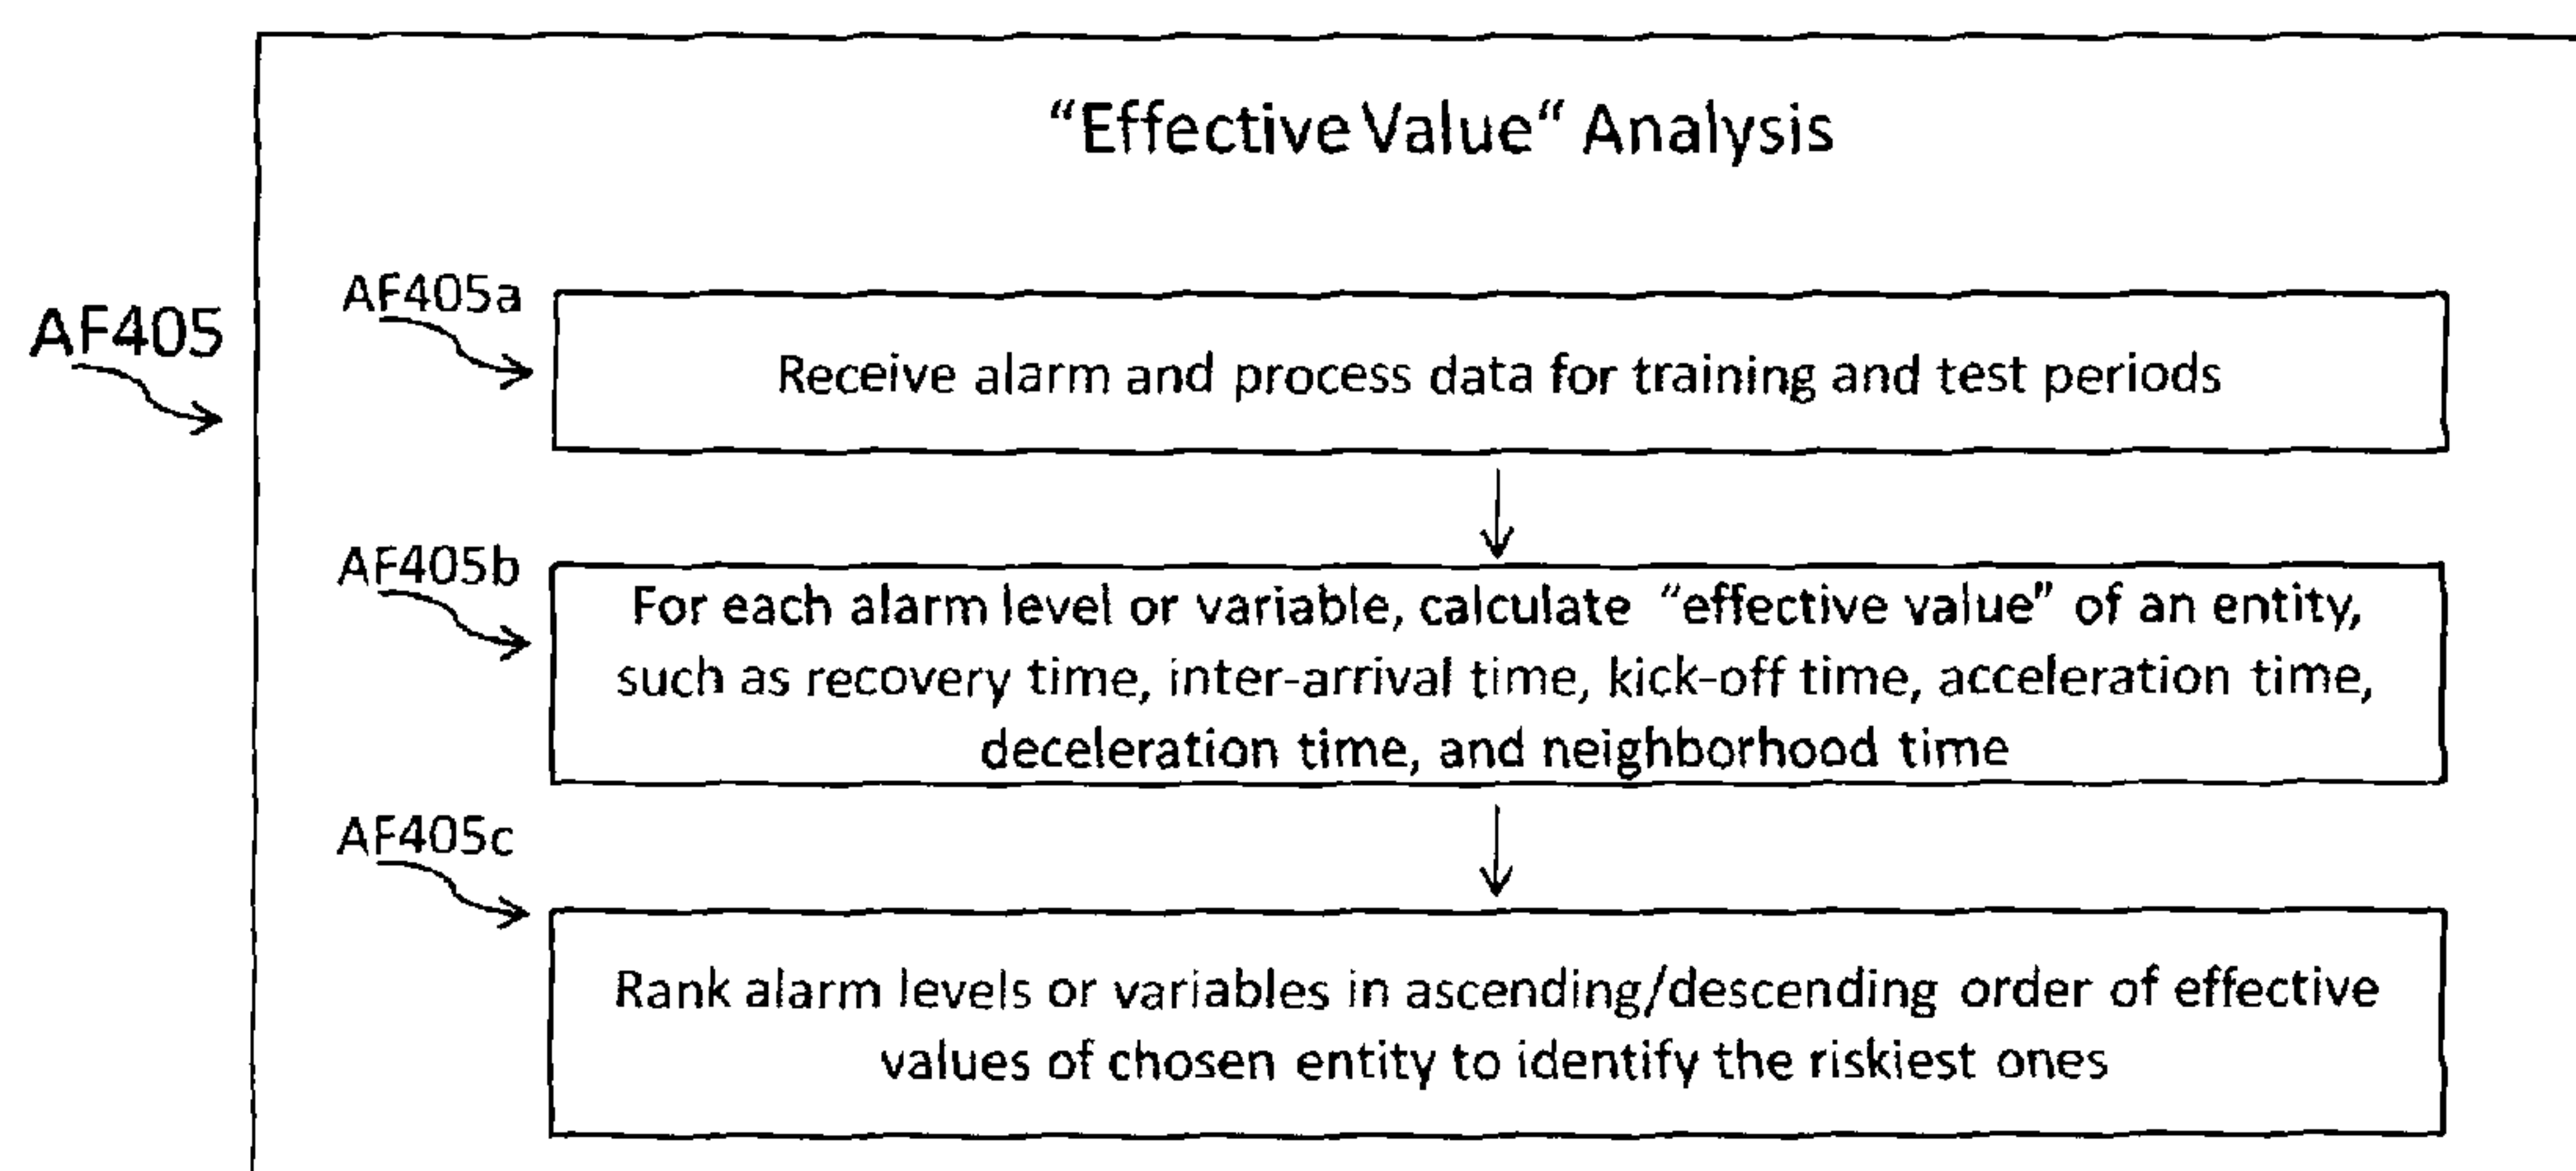 “Effective Value“ Analysis
AF405
AF405a
Receive alarm and process data for training and test periods
AF405b
For each alarm level or variable, calculate “effective value” of an entity,
such as recovery time, inter-arrival time, kick-off time, acceleration time,
deceleration time, and neighborhood time
AF405c
Rank alarm levels or variables in ascending/descending order of effective
values of chosen entity to identify the riskiest ones